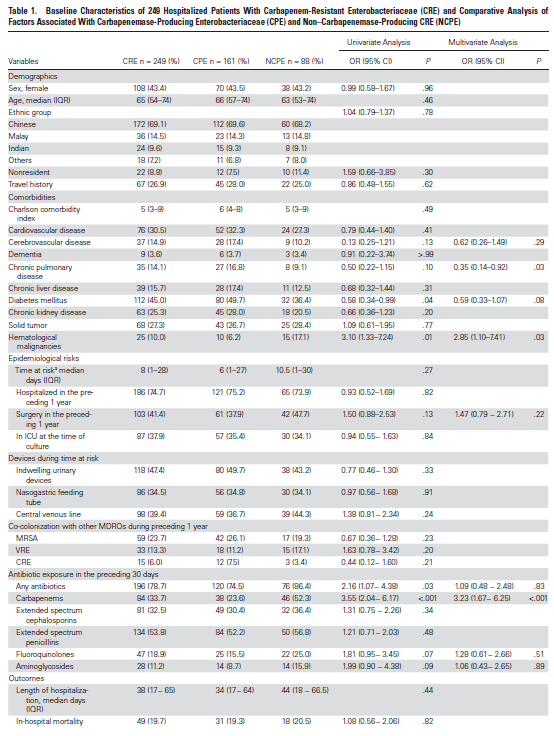 Table 1. Baseline Characteristics of 249 Hospitalized Patients With Carbapenem-Resistant Enterobacteriaceae (CRE) and Comparative Analysis of
Factors Associated With Carbapenemase-Producing Enterobacteriaceae (CPE) and Non–Carbapenemase-Producing CRE (NCPE)
Univariate Analysis Multivariate Analysis
Variables CRE n = 249 (%) CPE n = 161 (%) NCPE n = 88 (%) OR (95% CI) P OR (95% CI) P
Demographics
Sex, female 108 (43.4) 70 (43.5) 38 (43.2) 0.99 (0.58–1.67) .96
Age, median (IQR) 65 (54–74) 66 (57–74) 63 (53–74) .46
Ethnic group 1.04 (0.79–1.37) .78
Chinese 172 (69.1) 112 (69.6) 60 (68.2)
Malay 36 (14.5) 23 (14.3) 13 (14.8)
Indian 24 (9.6) 15 (9.3) 8 (9.1)
Others 18 (7.2) 11 (6.8) 7 (8.0)
Nonresident 22 (8.8) 12 (7.5) 10 (11.4) 1.59 (0.66–3.85) .30
Travel history 67 (26.9) 45 (28.0) 22 (25.0) 0.86 (0.48–1.55) .62
Comorbidities
Charlson comorbidity 5 (3–9) 6 (4–8) 5 (3–9) .49
index
Cardiovascular disease 76 (30.5) 52 (32.3) 24 (27.3) 0.79 (0.44–1.40) .41
Cerebrovascular disease 37 (14.9) 28 (17.4) 9 (10.2) 0.13 (0.25–1.21) .13 0.62 (0.26–1.49) .29
Dementia 9 (3.6) 6 (3.7) 3 (3.4) 0.91 (0.22–3.74) >.99
Chronic pulmonary 35 (14.1) 27 (16.8) 8 (9.1) 0.50 (0.22–1.15) .10 0.35 (0.14–0.92) .03
disease
Chronic liver disease 39 (15.7) 28 (17.4) 11 (12.5) 0.68 (0.32–1.44) .31
Diabetes mellitus 112 (45.0) 80 (49.7) 32 (36.4) 0.58 (0.34–0.99) .04 0.59 (0.33–1.07) .08
Chronic kidney disease 63 (25.3) 45 (28.0) 18 (20.5) 0.66 (0.36–1.23) .20
Solid tumor 68 (27.3) 43 (26.7) 25 (28.4) 1.09 (0.61–1.95) .77
Hematological 25 (10.0) 10 (6.2) 15 (17.1) 3.10 (1.33–7.24) .01 2.85 (1.10–7.41) .03
malignancies
Epidemiological risks
Time at riskª median 8 (1–28) 6 (1–27) 10.5 (1–30) .27
days (IQR)
Hospitalized in the pre- 186 (74.7) 121 (75.2) 65 (73.9) 0.93 (0.52–1.69) .82
ceding 1 year
Surgery in the preced- 103 (41.4) 61 (37.9) 42 (47.7) 1.50 (0.89–2.53) .13 1.47 (0.79 – 2.71) .22
ing 1 year
In ICU at the time of 87 (37.9) 57 (35.4) 30 (34.1) 0.94 (0.55– 1.63) .84
culture
Devices during time at risk
Indwelling urinary 118 (47.4) 80 (49.7) 38 (43.2) 0.77 (0.46– 1.30) .33
devices
Nasogastric feeding 86 (34.5) 56 (34.8) 30 (34.1) 0.97 (0.56– 1.68) .91
tube
Central venous line 98 (39.4) 59 (36.7) 39 (44.3) 1.38 (0.81 – 2.34) .24
Co-colonization with other MDROs during preceding 1 year
MRSA 59 (23.7) 42 (26.1) 17 (19.3) 0.67 (0.36– 1.28) .23
VRE 33 (13.3) 18 (11.2) 15 (17.1) 1.63 (0.78 – 3.42) .20
CRE 15 (6.0) 12 (7.5) 3 (3.4) 0.44 (0.12– 1.60) .21
Antibiotic exposure in the preceding 30 days
Any antibiotics 196 (78.7) 120 (74.5) 76 (86.4) 2.16 (1.07– 4.38) .03 1.09 (0.48 – 2.48) .83
Carbapenems 84 (33.7) 38 (23.6) 46 (52.3) 3.55 (2.04– 6.17) <.001 3.23 (1.67– 6.25) <.001
Extended spectrum 81 (32.5) 49 (30.4) 32 (36.4) 1.31 (0.75 – 2.26) .34
cephalosporins
Extended spectrum 134 (53.8) 84 (52.2) 50 (56.8) 1.21 (0.71– 2.03) .48
penicillins
Fluoroquinolones 47 (18.9) 25 (15.5) 22 (25.0) 1.81 (0.95– 3.45) .07 1.28 (0.61– 2.66) .51
Aminoglycosides 28 (11.2) 14 (8.7) 14 (15.9) 1.99 (0.90 – 4.38) .09 1.06 (0.43– 2.65) .89
Outcomes
Length of hospitaliza- 38 (17– 65) 34 (17– 64) 44 (18 – 66.5) .44
tion, median days
(IQR)
In-hospital mortality 49 (19.7) 31 (19.3) 18 (20.5) 1.08 (0.56– 2.06) .82